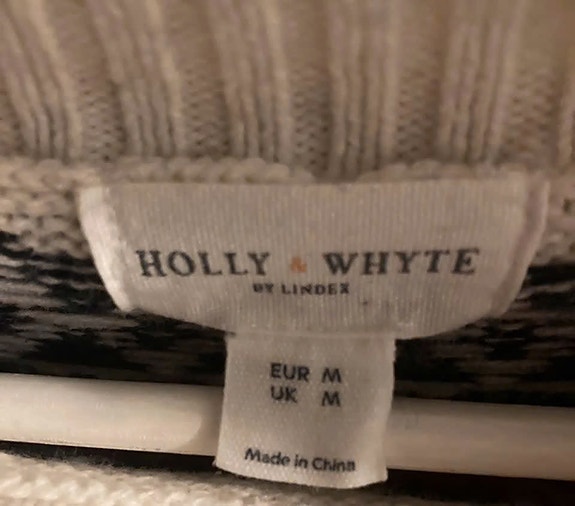 HOLLY & WHYTE
BY LINDEX
EUR M
UK M
Made in China